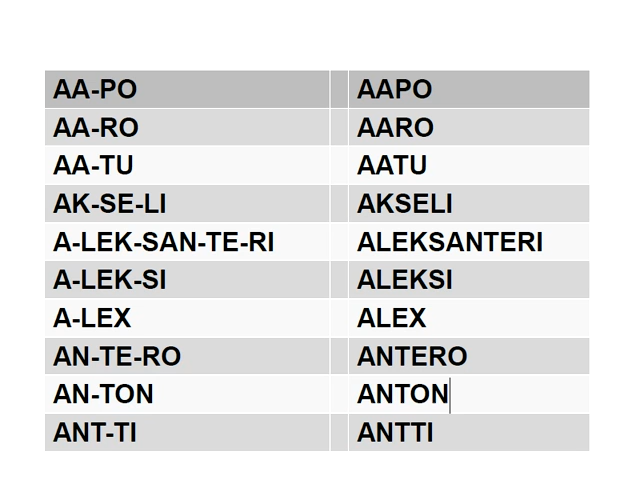 AA-PO AAPO
AA-RO AARO
AA-TU AATU
AK-SE-LI AKSELI
A-LEK-SAN-TE-RI ALEKSANTERI
A-LEK-SI ALEKSI
A-LEX ALEX
AN-TE-RO ANTERO
AN-TON ANTON
ANT-TI ANTTI